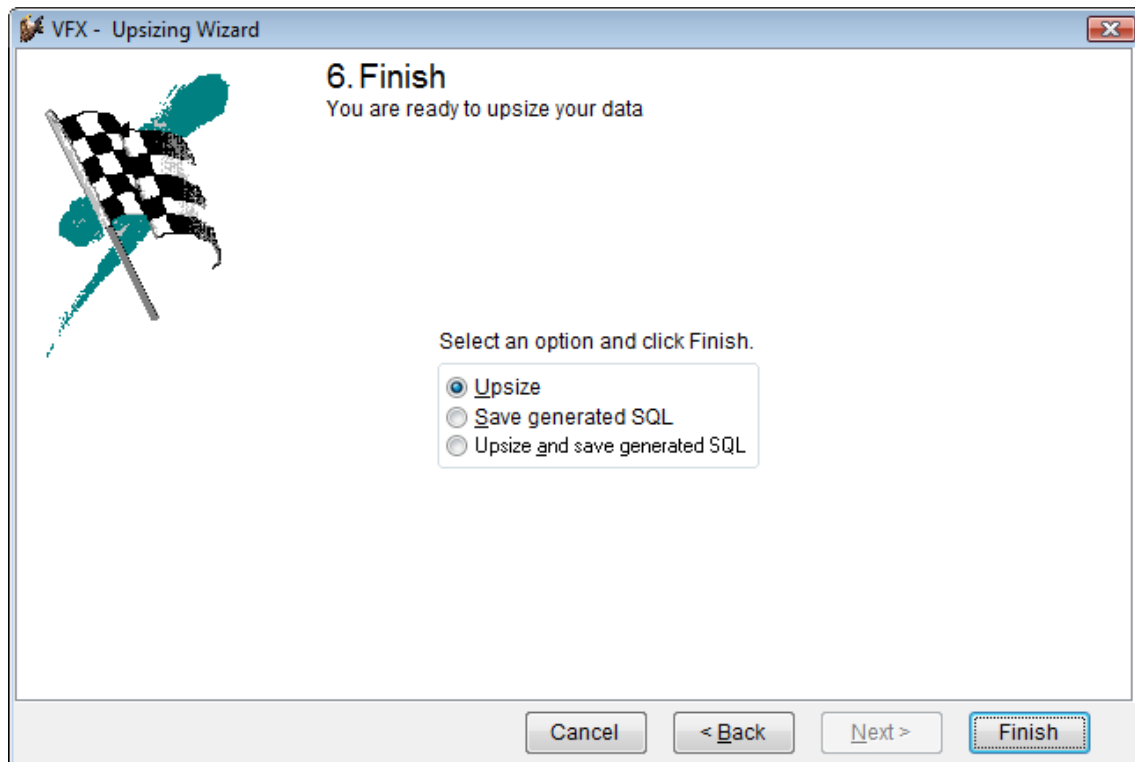 VFX - Upsizing Wizard
6. Finish
You are ready to upsize your data
Select an option and click Finish.
Upsize
Save generated SQL
Upsize and save generated SQL
Cancel
< Back
Next >
Finish